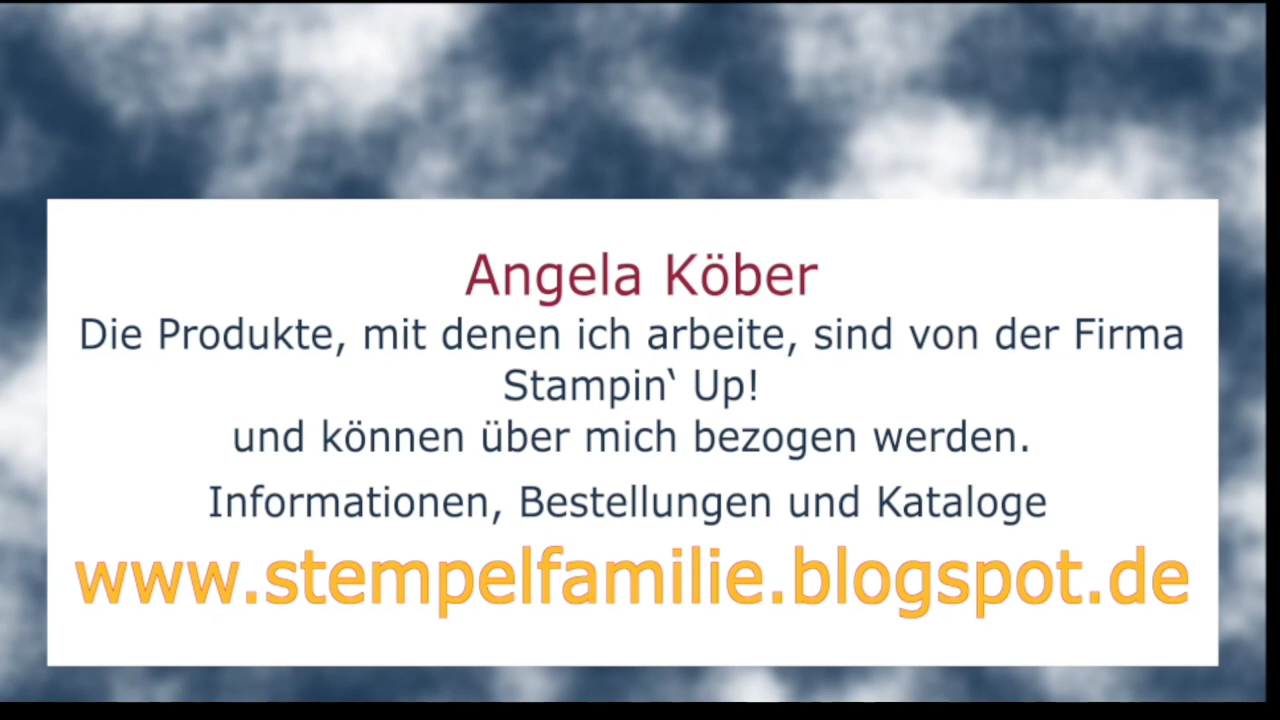 Angela Köber
Die Produkte, mit denen ich arbeite, sind von der Firma
Stampin‘ Up!
und können über mich bezogen werden.
Informationen, Bestellungen und Kataloge
www.stempelfamilie.blogspot.de